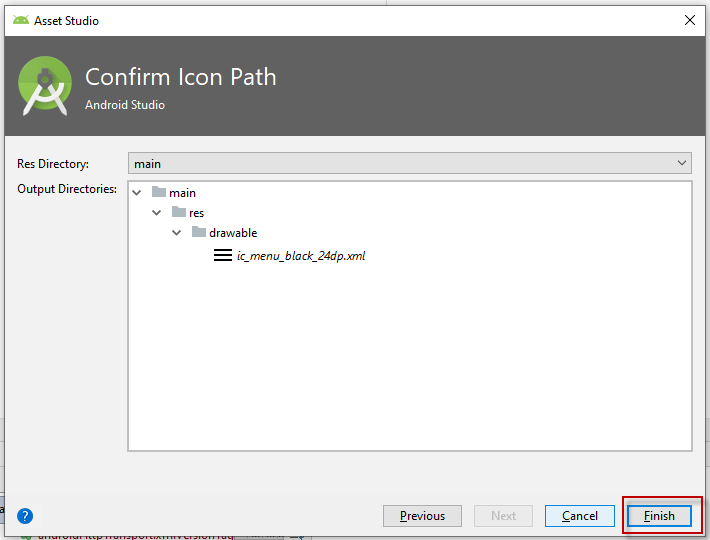 Asset Studio
Confirm Icon Path
Android Studio
Res Directory: main
Output Directories: main
res
drawable
ic_menu_black_24dp.xml
? Previous Next Cancel Finish